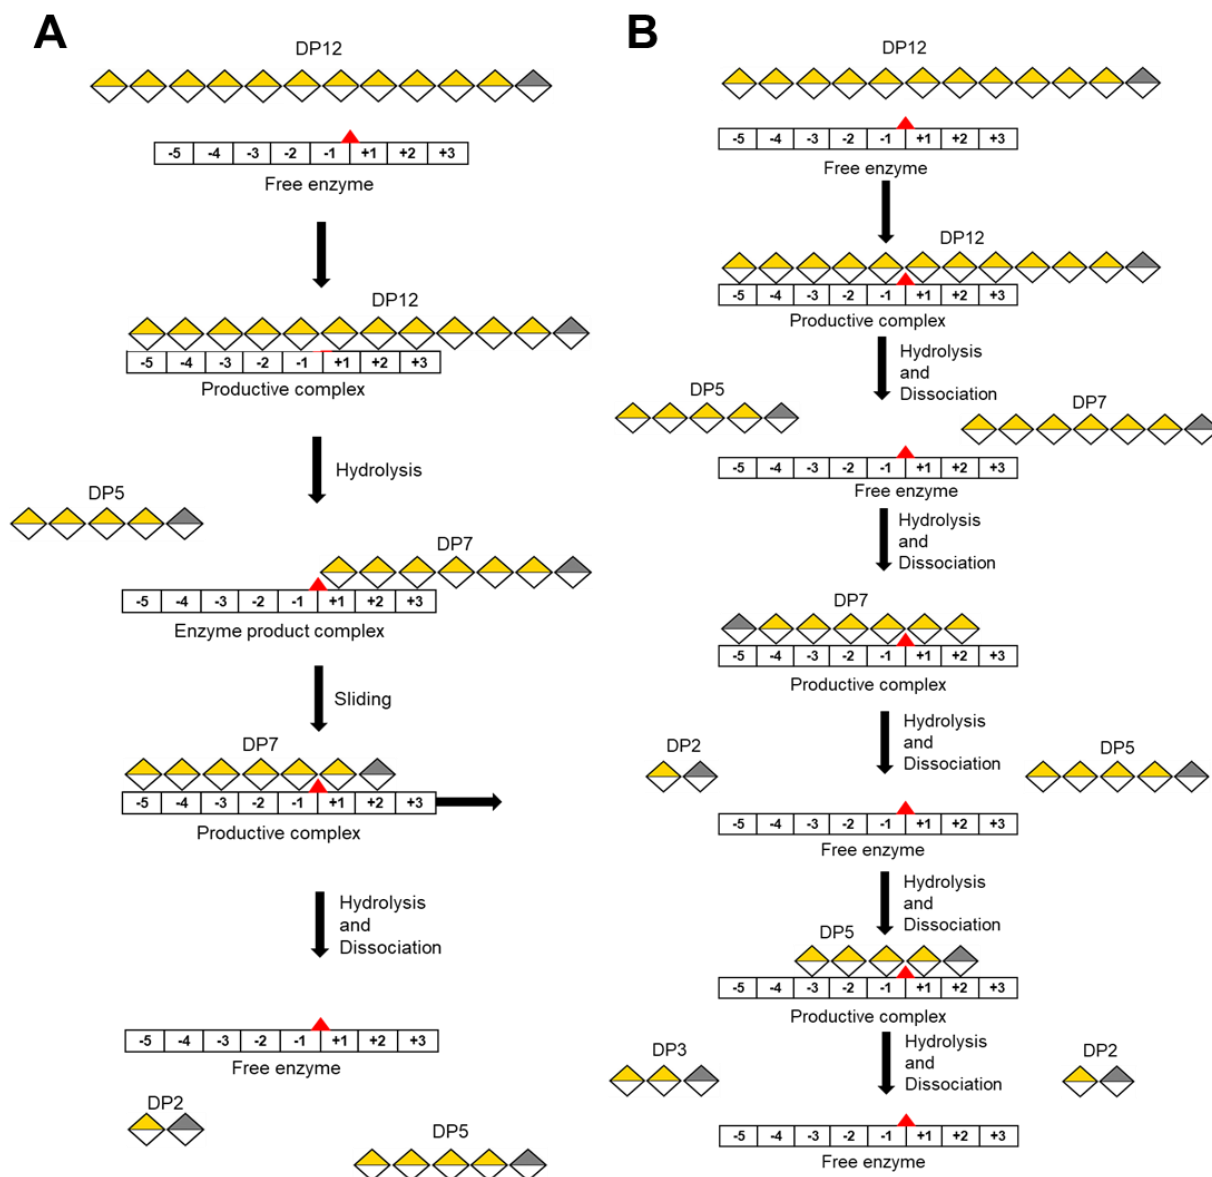 A
DP12
-5 -4 -3 -2 -1 +1 +2 +3
Free enzyme
DP12
-5 -4 -3 -2 -1 +1 +2 +3
Productive complex
Hydrolysis
DP5
DP7
-5 -4 -3 -2 -1 +1 +2 +3
Enzyme product complex
Sliding
DP7
-5 -4 -3 -2 -1 +1 +2 +3
Productive complex
Hydrolysis
and
Dissociation
-5 -4 -3 -2 -1 +1 +2 +3
Free enzyme
DP2
DP5
B
DP12
-5 -4 -3 -2 -1 +1 +2 +3
Free enzyme
DP12
-5 -4 -3 -2 -1 +1 +2 +3
Productive complex
Hydrolysis
and
Dissociation
DP5
DP7
-5 -4 -3 -2 -1 +1 +2 +3
Free enzyme
Hydrolysis
and
Dissociation
DP7
-5 -4 -3 -2 -1 +1 +2 +3
Productive complex
Hydrolysis
and
Dissociation
DP2
DP5
-5 -4 -3 -2 -1 +1 +2 +3
Free enzyme
Hydrolysis
and
Dissociation
DP5
-5 -4 -3 -2 -1 +1 +2 +3
Productive complex
Hydrolysis
and
Dissociation
DP3
DP2
-5 -4 -3 -2 -1 +1 +2 +3
Free enzyme